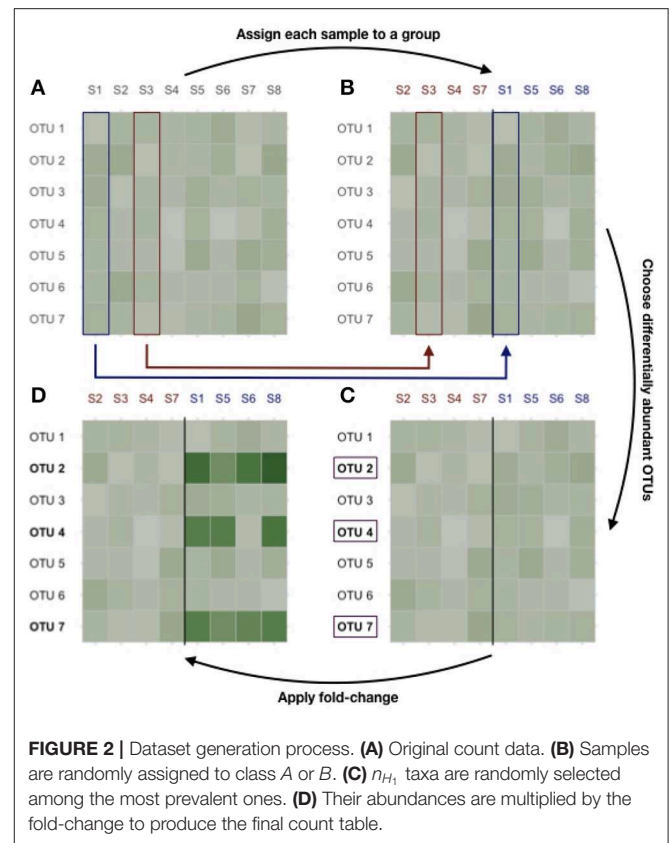 Assign each sample to a group
A
S1 S2 S3 S4 S5 S6 S7 S8
OTU 1
OTU 2
OTU 3
OTU 4
OTU 5
OTU 6
OTU 7
B
S2 S3 S4 S7 S1 S5 S6 S8
OTU 1
OTU 2
OTU 3
OTU 4
OTU 5
OTU 6
OTU 7
Choose differentially abundant OTUs
D
S2 S3 S4 S7 S1 S5 S6 S8
OTU 1
OTU 2
OTU 3
OTU 4
OTU 5
OTU 6
OTU 7
C
S2 S3 S4 S7 S1 S5 S6 S8
OTU 1
OTU 2
OTU 3
OTU 4
OTU 5
OTU 6
OTU 7
Apply fold-change
FIGURE 2 | Dataset generation process. (A) Original count data. (B) Samples
are randomly assigned to class A or B. (C) n_{H_1} taxa are randomly selected
among the most prevalent ones. (D) Their abundances are multiplied by the
fold-change to produce the final count table.